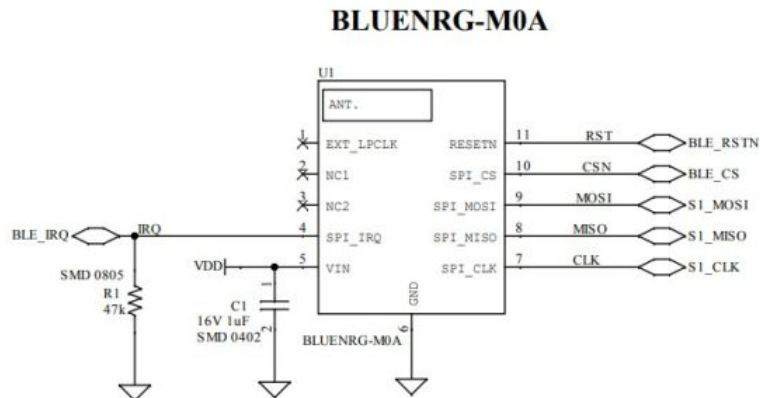 BLUENRG-M0A
U1
ANT.
1 EXT_LPCLK
2 NC1
3 NC2
BLE_IRQ IRQ 4 SPI_IRQ
VDD 5 VIN
RESETN 11 RST BLE_RSTN
SPI_CS 10 CSN BLE_CS
SPI_MOSI 9 MOSI S1_MOSI
SPI_MISO 8 MISO S1_MISO
SPI_CLK 7 CLK S1_CLK
SMD 0805
R1
47k
1
C1
16V 1uF
SMD 0402
2
GND
6
BLUENRG-M0A